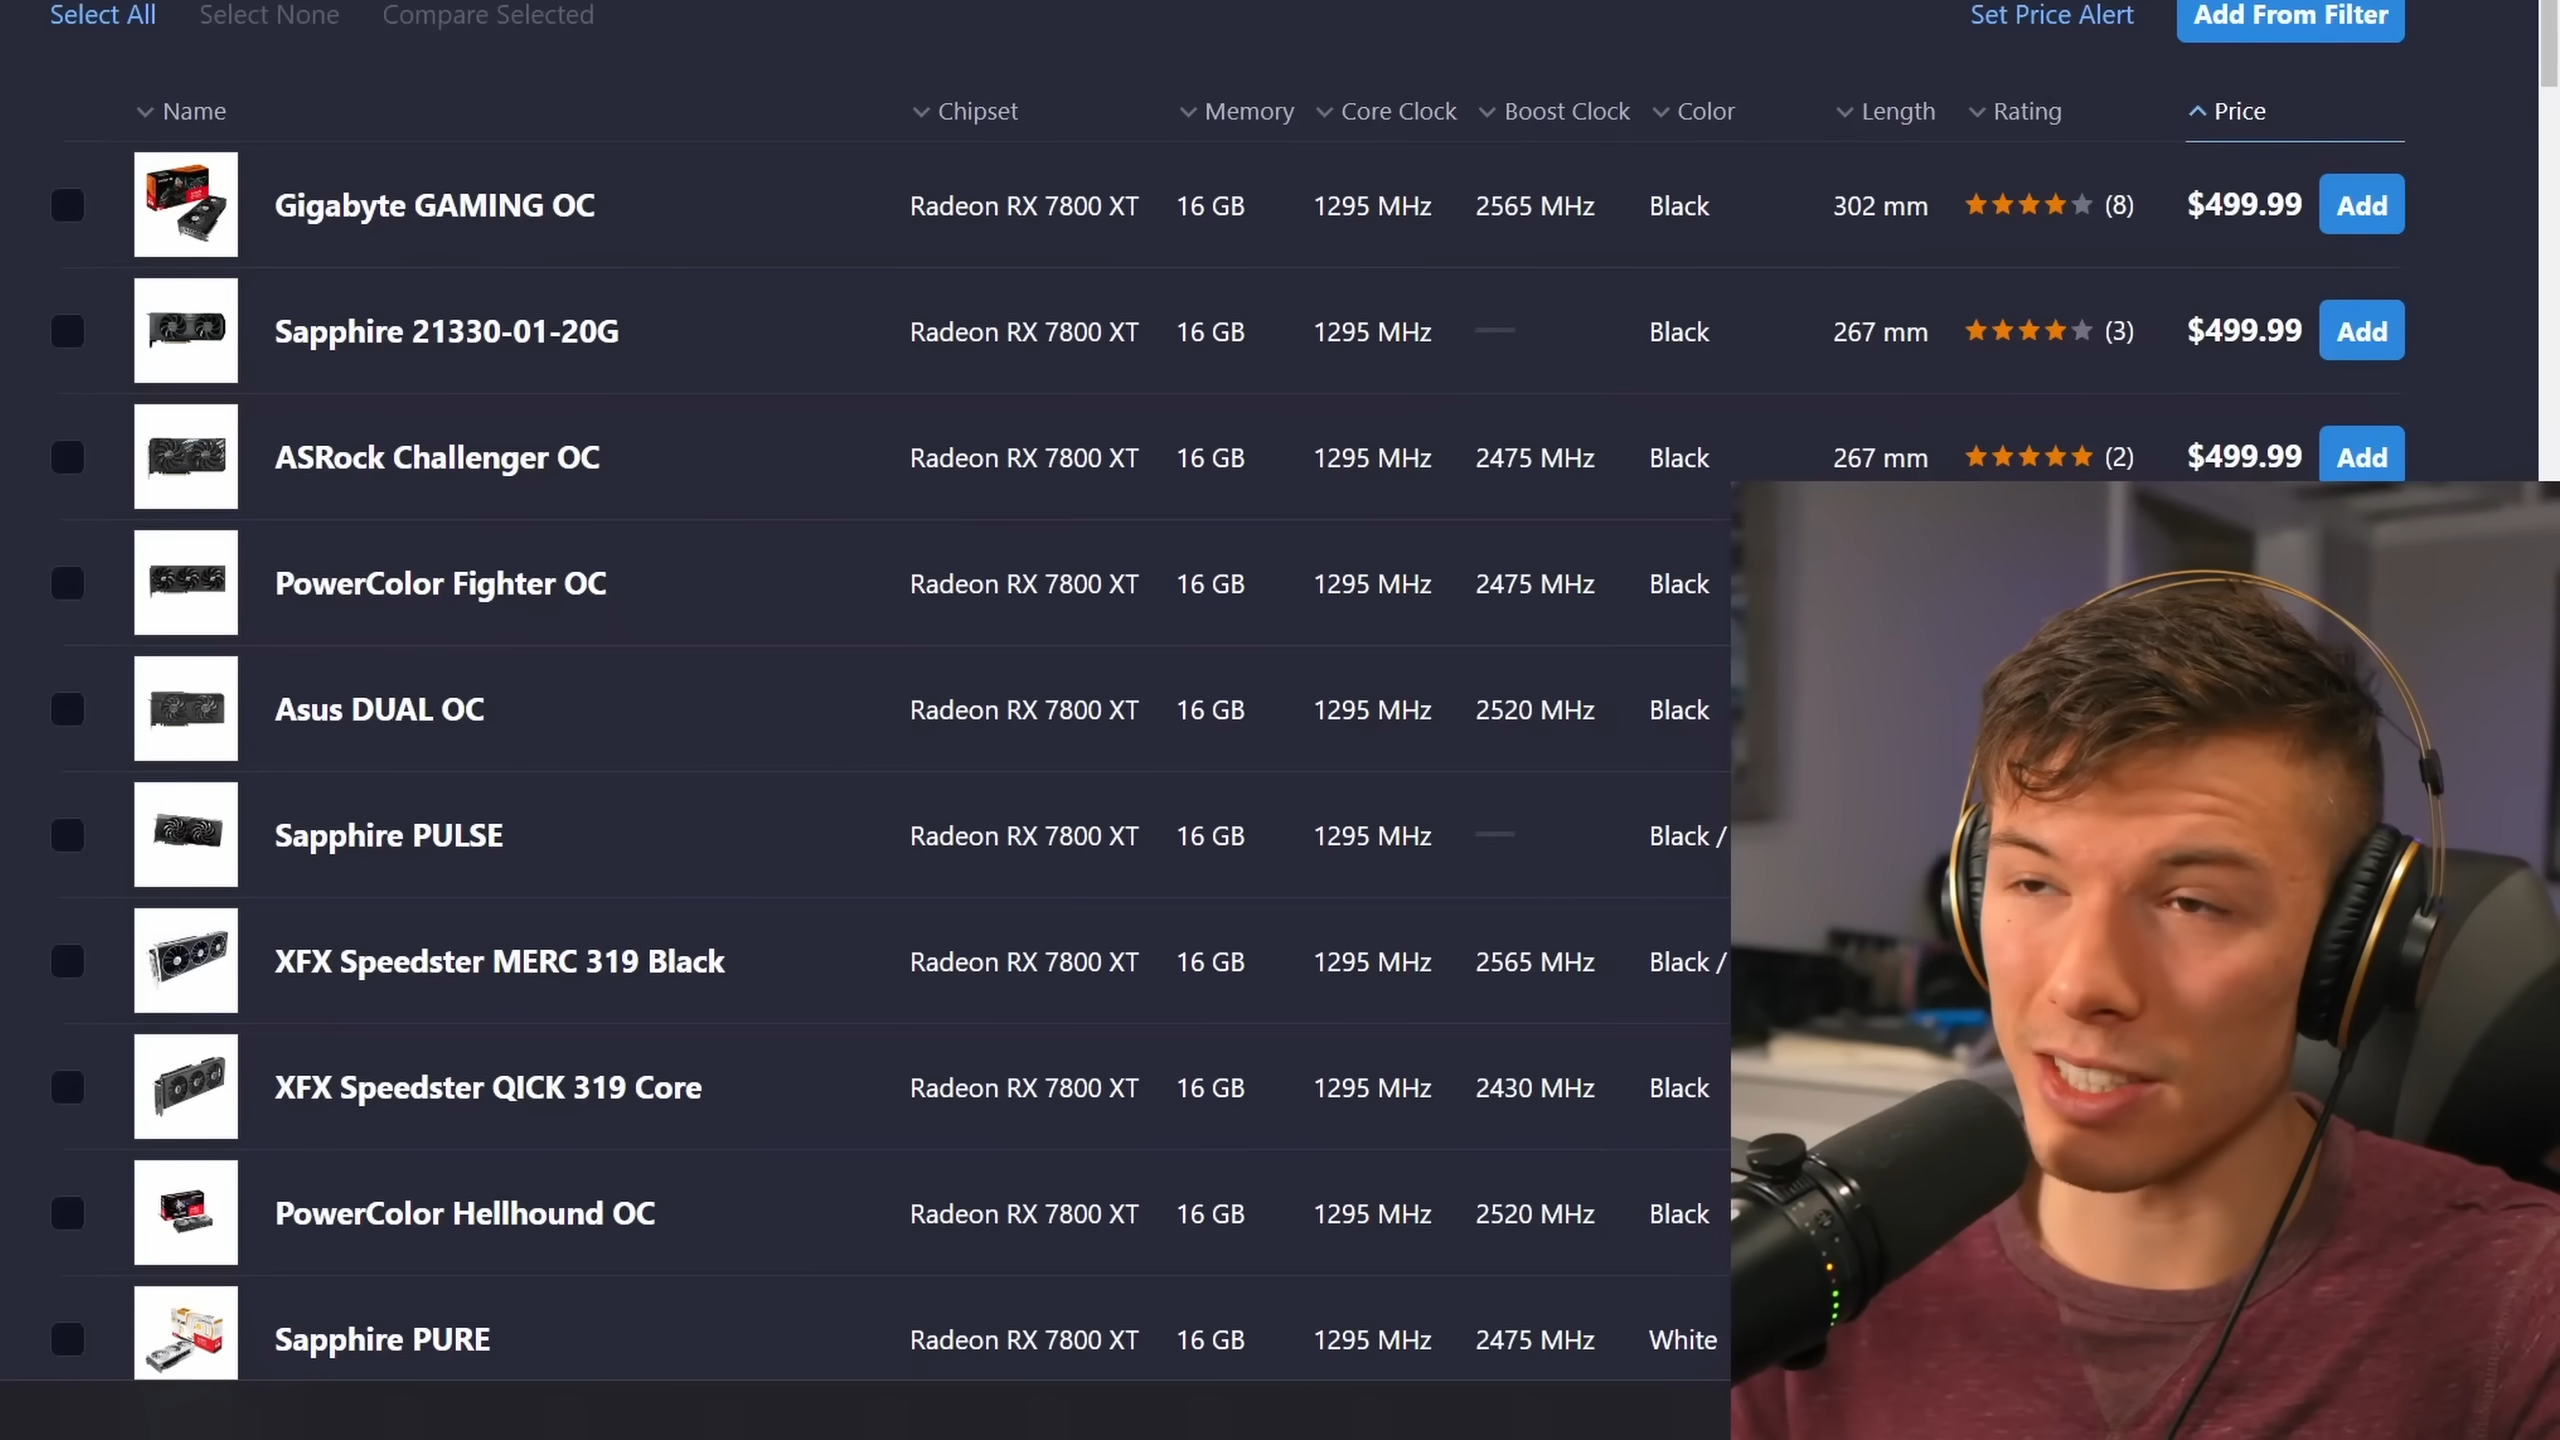 Select All Select None Compare Selected Set Price Alert Add From Filter
Name Chipset Memory Core Clock Boost Clock Color Length Rating Price
Gigabyte GAMING OC Radeon RX 7800 XT 16 GB 1295 MHz 2565 MHz Black 302 mm (8) $499.99 Add
Sapphire 21330-01-20G Radeon RX 7800 XT 16 GB 1295 MHz — Black 267 mm (3) $499.99 Add
ASRock Challenger OC Radeon RX 7800 XT 16 GB 1295 MHz 2475 MHz Black 267 mm (2) $499.99 Add
PowerColor Fighter OC Radeon RX 7800 XT 16 GB 1295 MHz 2475 MHz Black
Asus DUAL OC Radeon RX 7800 XT 16 GB 1295 MHz 2520 MHz Black
Sapphire PULSE Radeon RX 7800 XT 16 GB 1295 MHz — Black /
XFX Speedster MERC 319 Black Radeon RX 7800 XT 16 GB 1295 MHz 2565 MHz Black /
XFX Speedster QICK 319 Core Radeon RX 7800 XT 16 GB 1295 MHz 2430 MHz Black
PowerColor Hellhound OC Radeon RX 7800 XT 16 GB 1295 MHz 2520 MHz Black
Sapphire PURE Radeon RX 7800 XT 16 GB 1295 MHz 2475 MHz White